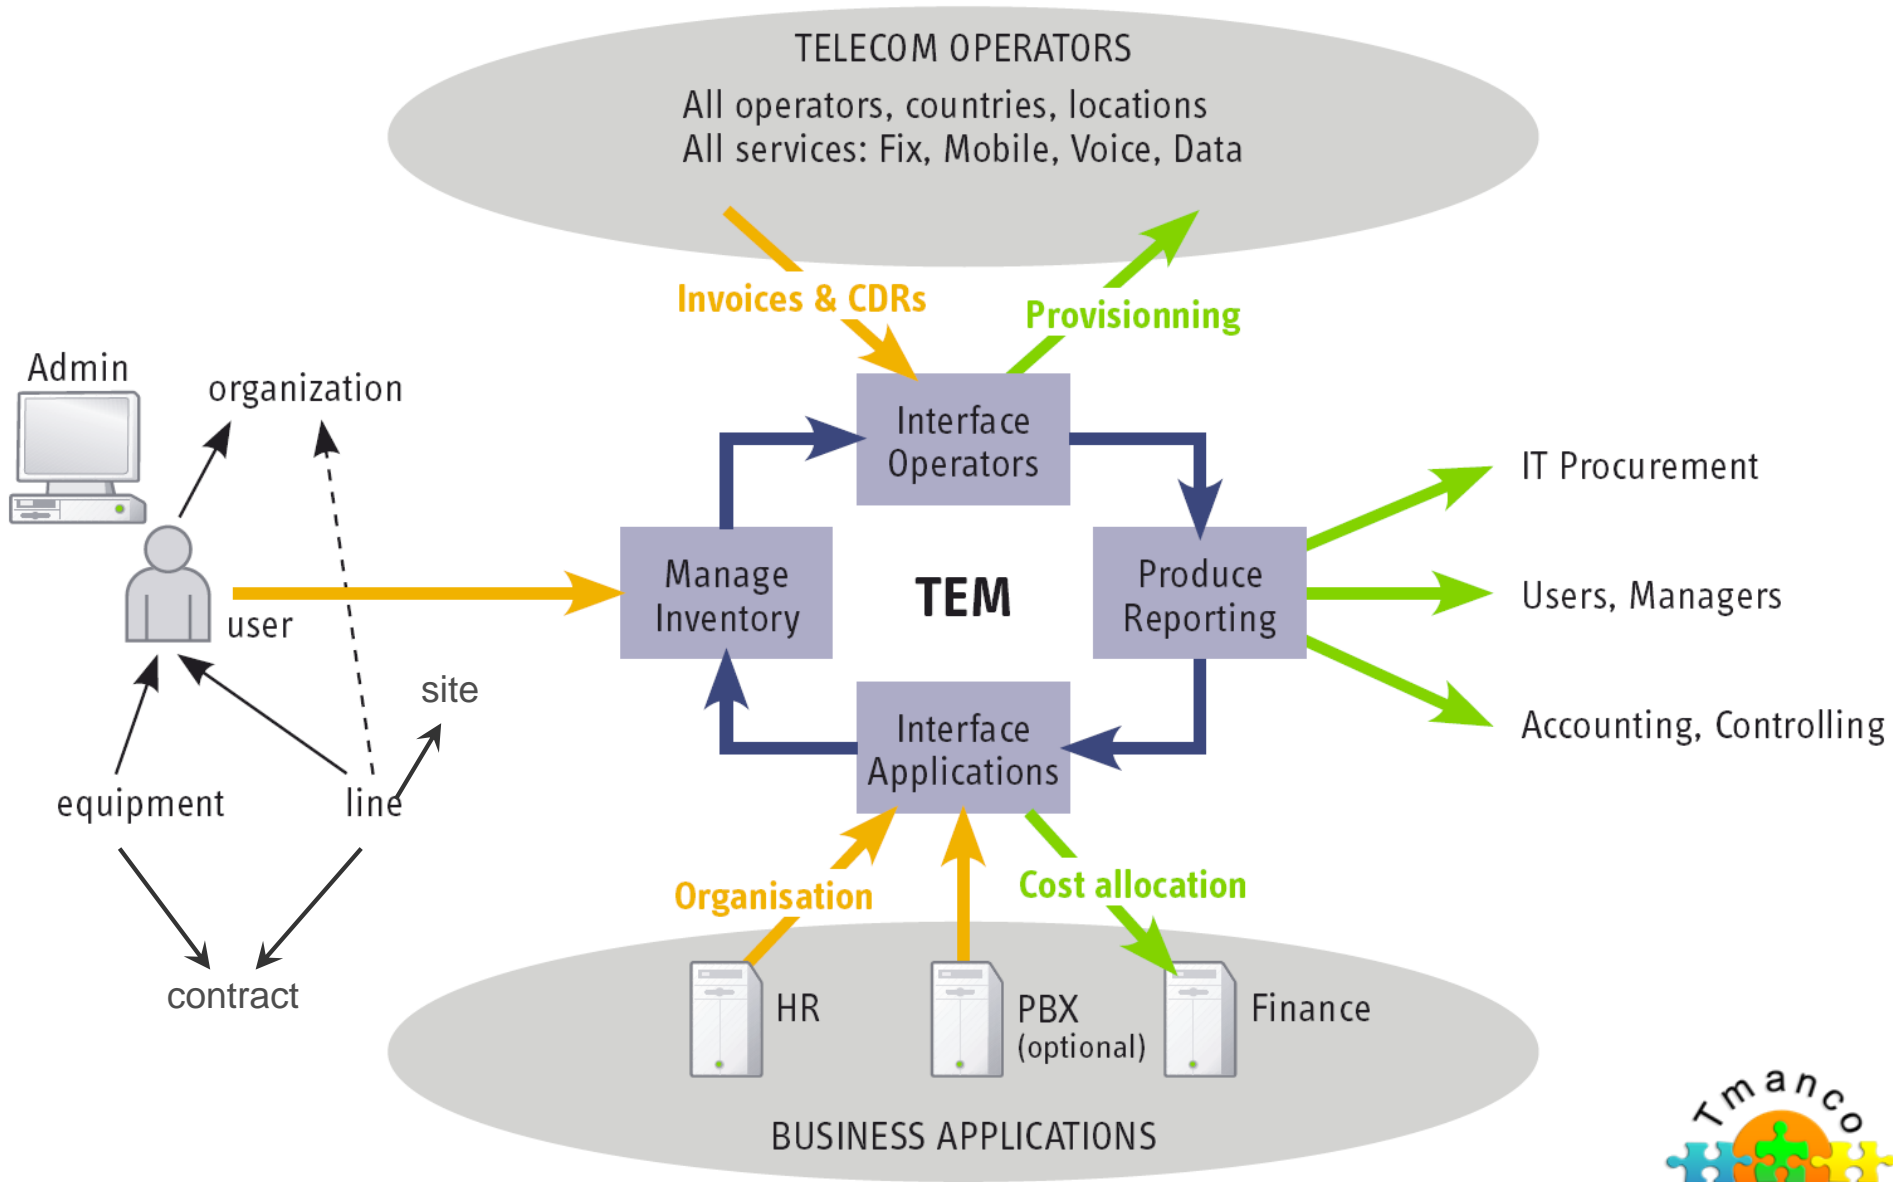 TELECOM OPERATORS
All operators, countries, locations
All services: Fix, Mobile, Voice, Data
Invoices & CDRs
Provisionning
Admin
organization
user
site
equipment
line
contract
Interface
Operators
Manage
Inventory
TEM
Produce
Reporting
Interface
Applications
IT Procurement
Users, Managers
Accounting, Controlling
Organisation
Cost allocation
HR
PBX
(optional)
Finance
BUSINESS APPLICATIONS
Tmanco